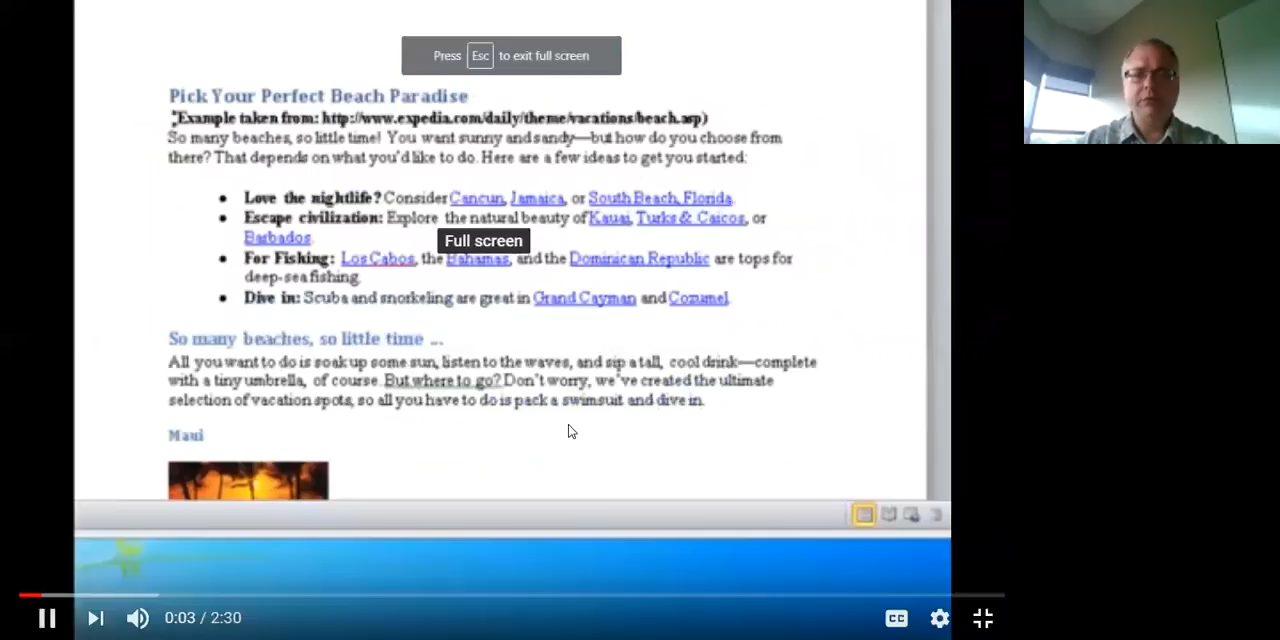 Press Esc to exit full screen
Pick Your Perfect Beach Paradise
(Example taken from: http://www.expedia.com/daily/theme/vacations/beach.asp)
So many beaches, so little time! You want sunny and sandy—but how do you choose from
there? That depends on what you'd like to do. Here are a few ideas to get you started:
• Love the nightlife? Consider Cancun, Jamaica, or South Beach, Florida.
• Escape civilization: Explore the natural beauty of Kauai, Turks & Caicos, or
Barbados.
Full screen
• For Fishing: Los Cabos, the Bahamas, and the Dominican Republic are tops for
deep-sea fishing.
• Dive in: Scuba and snorkeling are great in Grand Cayman and Cozumel.
So many beaches, so little time ...
All you want to do is soak up some sun, listen to the waves, and sip a tall, cool drink—complete
with a tiny umbrella, of course. But where to go? Don't worry, we've created the ultimate
selection of vacation spots, so all you have to do is pack a swimsuit and dive in.
Maui
0:03 / 2:30
CC